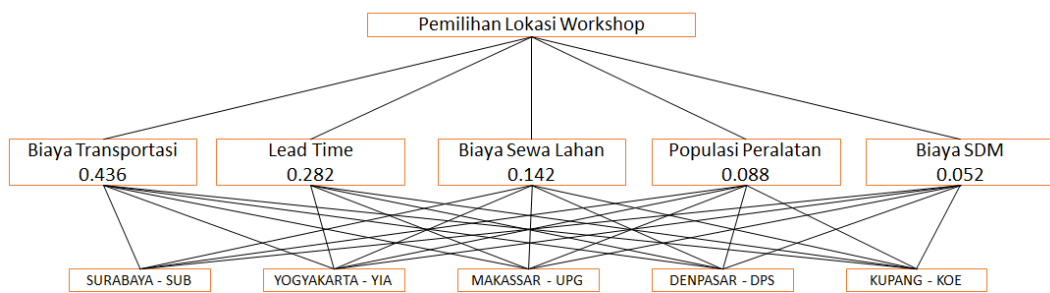 Pemilihan Lokasi Workshop
Biaya Transportasi
0.436
Lead Time
0.282
Biaya Sewa Lahan
0.142
Populasi Peralatan
0.088
Biaya SDM
0.052
SURABAYA - SUB
YOGYAKARTA - YIA
MAKASSAR - UPG
DENPASAR - DPS
KUPANG - KOE